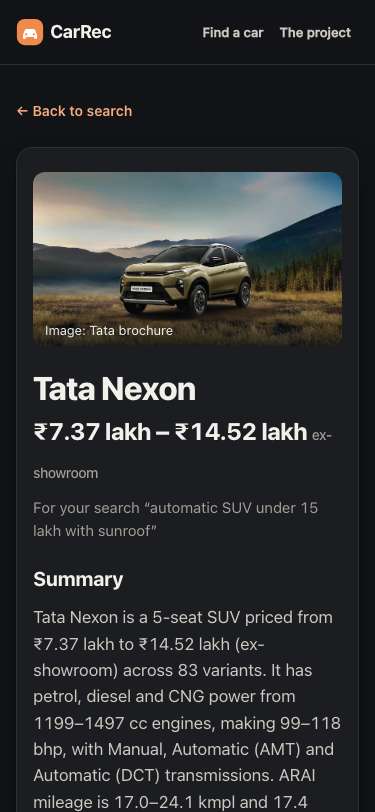 CarRec
Find a car
The project
← Back to search
Image: Tata brochure
Tata Nexon
₹7.37 lakh – ₹14.52 lakh ex-
showroom
For your search “automatic SUV under 15
lakh with sunroof”
Summary
Tata Nexon is a 5-seat SUV priced from
₹7.37 lakh to ₹14.52 lakh (ex-
showroom) across 83 variants. It has
petrol, diesel and CNG power from
1199–1497 cc engines, making 99–118
bhp, with Manual, Automatic (AMT) and
Automatic (DCT) transmissions. ARAI
mileage is 17.0–24.1 kmpl and 17.4